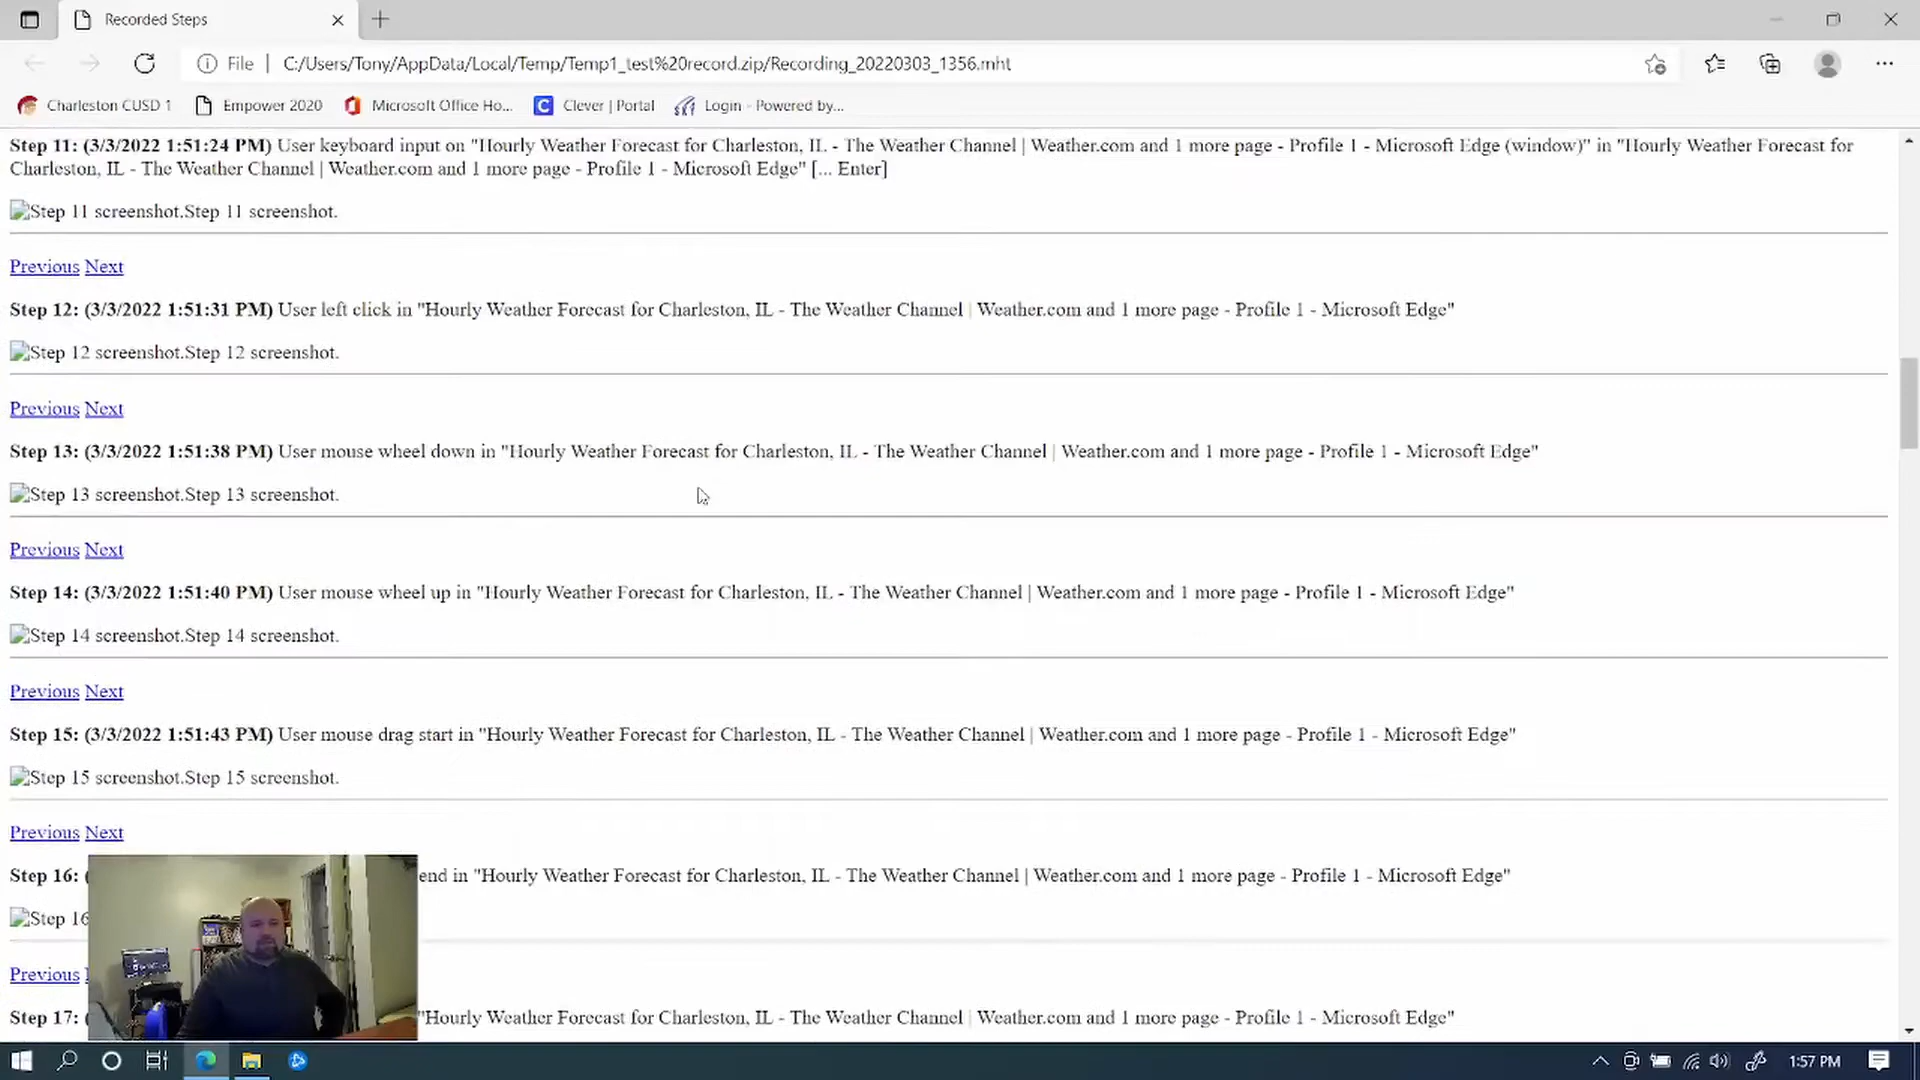 Recorded Steps
File | C:/Users/Tony/AppData/Local/Temp/Temp1_test%20record.zip/Recording_20220303_1356.mht
Charleston CUSD 1 Empower 2020 Microsoft Office Ho... Clever | Portal Login - Powered by...
Step 11: (3/3/2022 1:51:24 PM) User keyboard input on "Hourly Weather Forecast for Charleston, IL - The Weather Channel | Weather.com and 1 more page - Profile 1 - Microsoft Edge (window)" in "Hourly Weather Forecast for
Charleston, IL - The Weather Channel | Weather.com and 1 more page - Profile 1 - Microsoft Edge" [... Enter]
Step 11 screenshot.Step 11 screenshot.
Previous Next
Step 12: (3/3/2022 1:51:31 PM) User left click in "Hourly Weather Forecast for Charleston, IL - The Weather Channel | Weather.com and 1 more page - Profile 1 - Microsoft Edge"
Step 12 screenshot.Step 12 screenshot.
Previous Next
Step 13: (3/3/2022 1:51:38 PM) User mouse wheel down in "Hourly Weather Forecast for Charleston, IL - The Weather Channel | Weather.com and 1 more page - Profile 1 - Microsoft Edge"
Step 13 screenshot.Step 13 screenshot.
Previous Next
Step 14: (3/3/2022 1:51:40 PM) User mouse wheel up in "Hourly Weather Forecast for Charleston, IL - The Weather Channel | Weather.com and 1 more page - Profile 1 - Microsoft Edge"
Step 14 screenshot.Step 14 screenshot.
Previous Next
Step 15: (3/3/2022 1:51:43 PM) User mouse drag start in "Hourly Weather Forecast for Charleston, IL - The Weather Channel | Weather.com and 1 more page - Profile 1 - Microsoft Edge"
Step 15 screenshot.Step 15 screenshot.
Previous Next
Step 16: ( end in "Hourly Weather Forecast for Charleston, IL - The Weather Channel | Weather.com and 1 more page - Profile 1 - Microsoft Edge"
Step 16
Previous
Step 17: ( "Hourly Weather Forecast for Charleston, IL - The Weather Channel | Weather.com and 1 more page - Profile 1 - Microsoft Edge"
1:57 PM